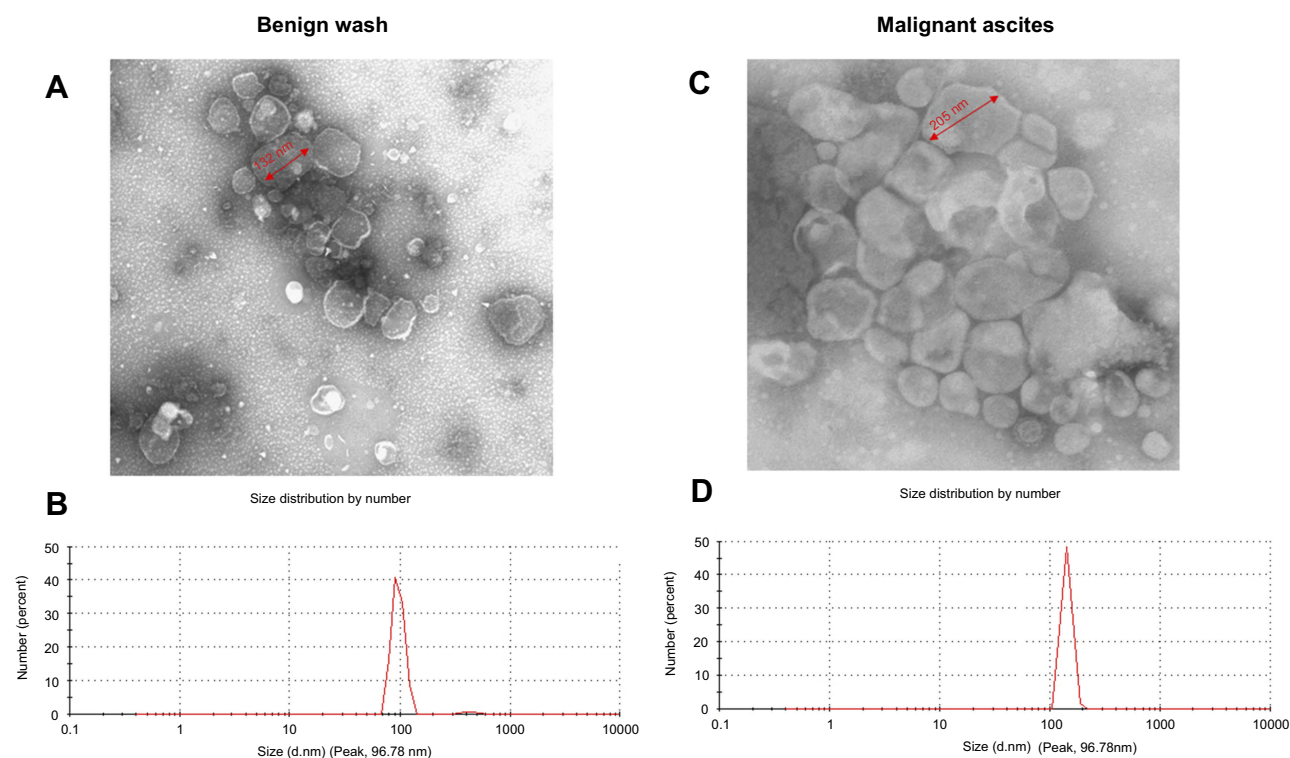 Benign wash
Malignant ascites
A
132 nm
C
205 nm
B
Size distribution by number
50
40
30
20
10
0
0.1 1 10 100 1000 10000
Number (percent)
Size (d.nm) (Peak, 96.78 nm)
D
Size distribution by number
50
40
30
20
10
0
0.1 1 10 100 1000 10000
Number (percent)
Size (d.nm) (Peak, 96.78nm)